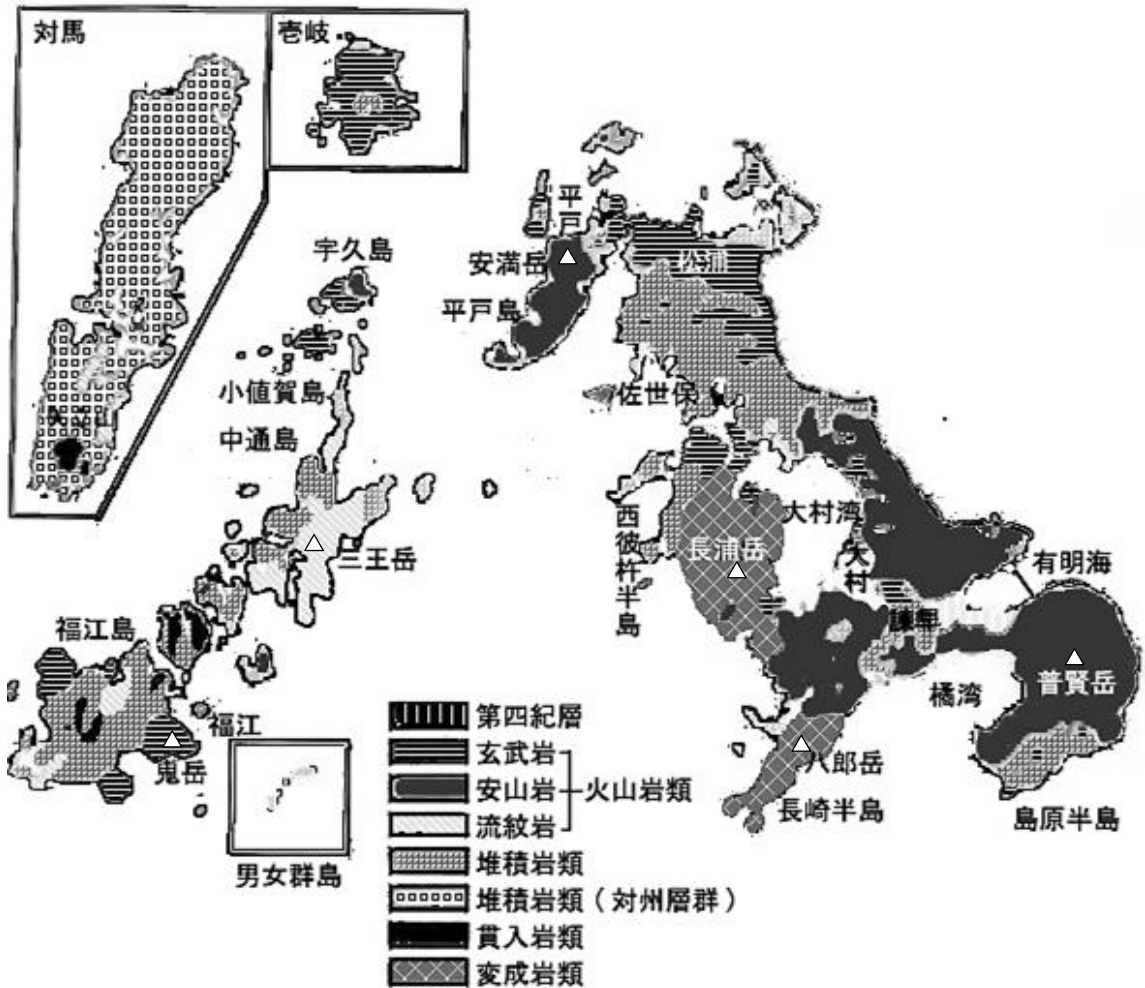 対馬
壱岐
平戸
宇久島
安満岳
松浦
平戸島
小値賀島
佐世保
中通島
大村湾
西彼杵半島
長浦岳
三王岳
大村
有明海
諫早
福江島
普賢岳
橘湾
福江
鬼岳
八郎岳
長崎半島
島原半島
男女群島
第四紀層
玄武岩
安山岩
火山岩類
流紋岩
堆積岩類
堆積岩類(対州層群)
貫入岩類
変成岩類